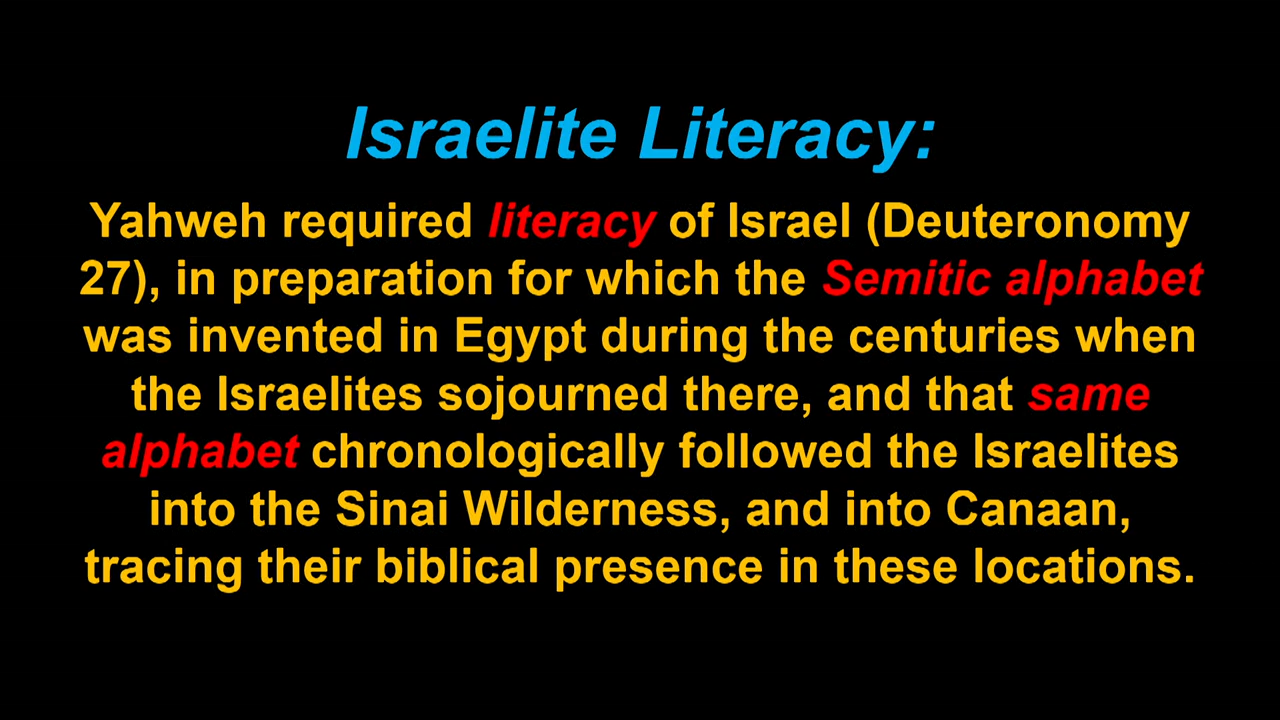 Israelite Literacy:
Yahweh required literacy of Israel (Deuteronomy
27), in preparation for which the Semitic alphabet
was invented in Egypt during the centuries when
the Israelites sojourned there, and that same
alphabet chronologically followed the Israelites
into the Sinai Wilderness, and into Canaan,
tracing their biblical presence in these locations.